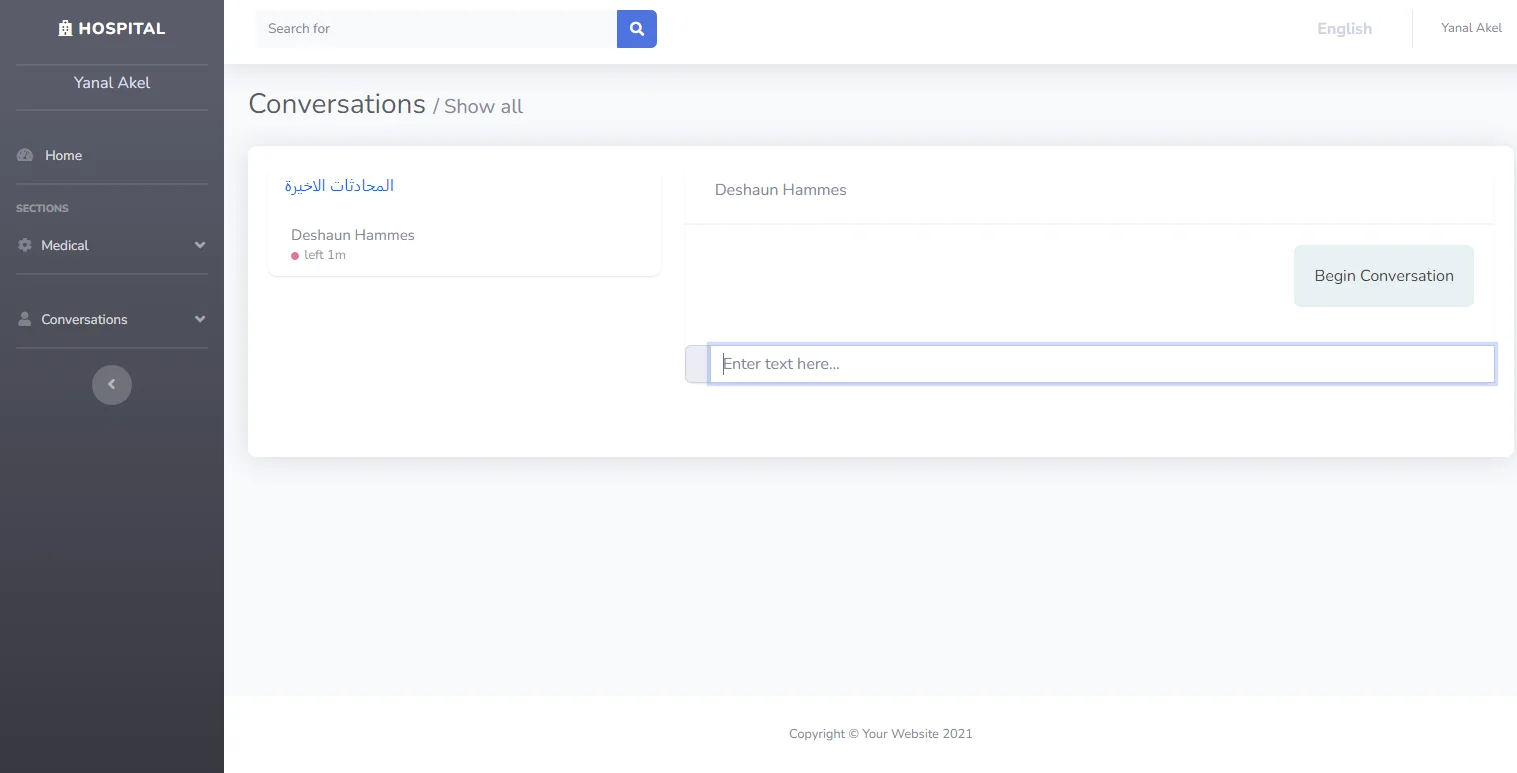 HOSPITAL
Yanal Akel
Home
SECTIONS
Medical
Conversations
Search for
English
Yanal Akel
Conversations / Show all
المحادثات الاخيرة
Deshaun Hammes
left 1m
Deshaun Hammes
Begin Conversation
Enter text here...
Copyright © Your Website 2021